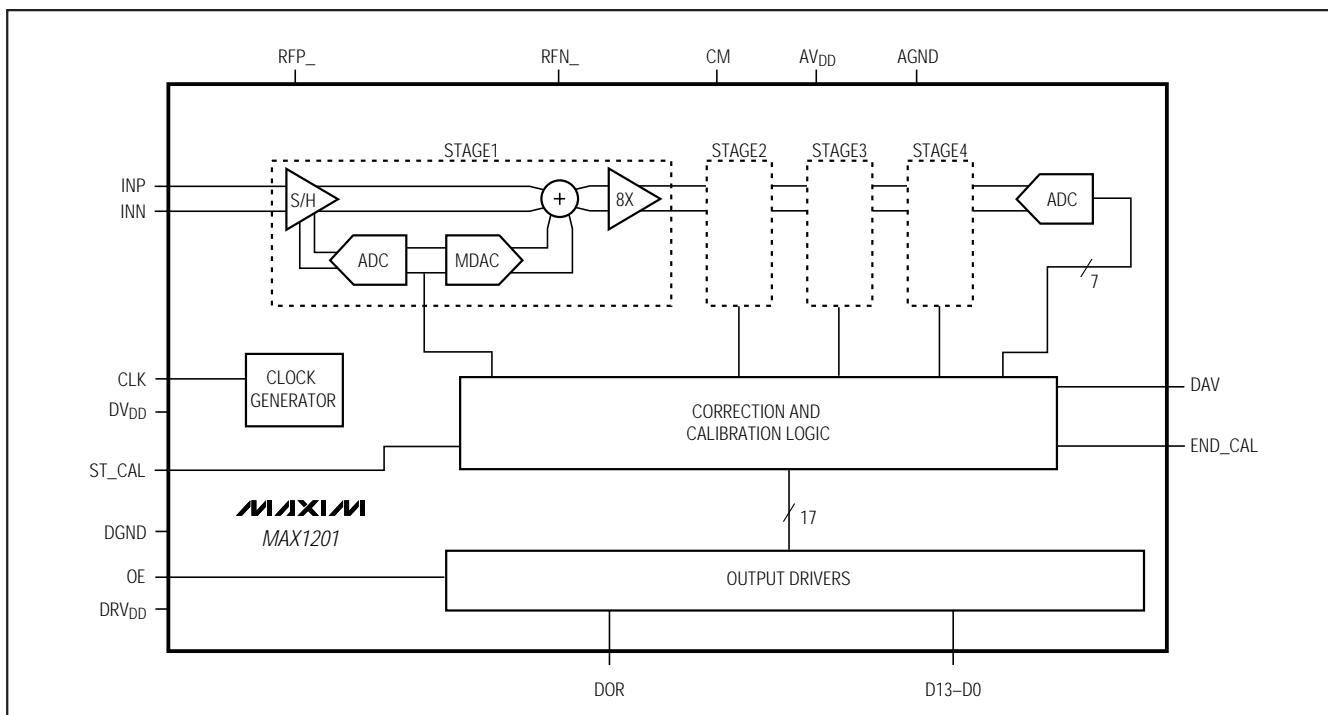 RFP_
RFN_
CM
AVDD
AGND
STAGE1
STAGE2
STAGE3
STAGE4
INP
INN
S/H
+
8X
ADC
ADC
MDAC
7
CLK
CLOCK
GENERATOR
DVDD
CORRECTION AND
CALIBRATION LOGIC
DAV
END_CAL
ST_CAL
MAXIM
MAX1201
17
DGND
OE
OUTPUT DRIVERS
DRVDD
DOR
D13–D0